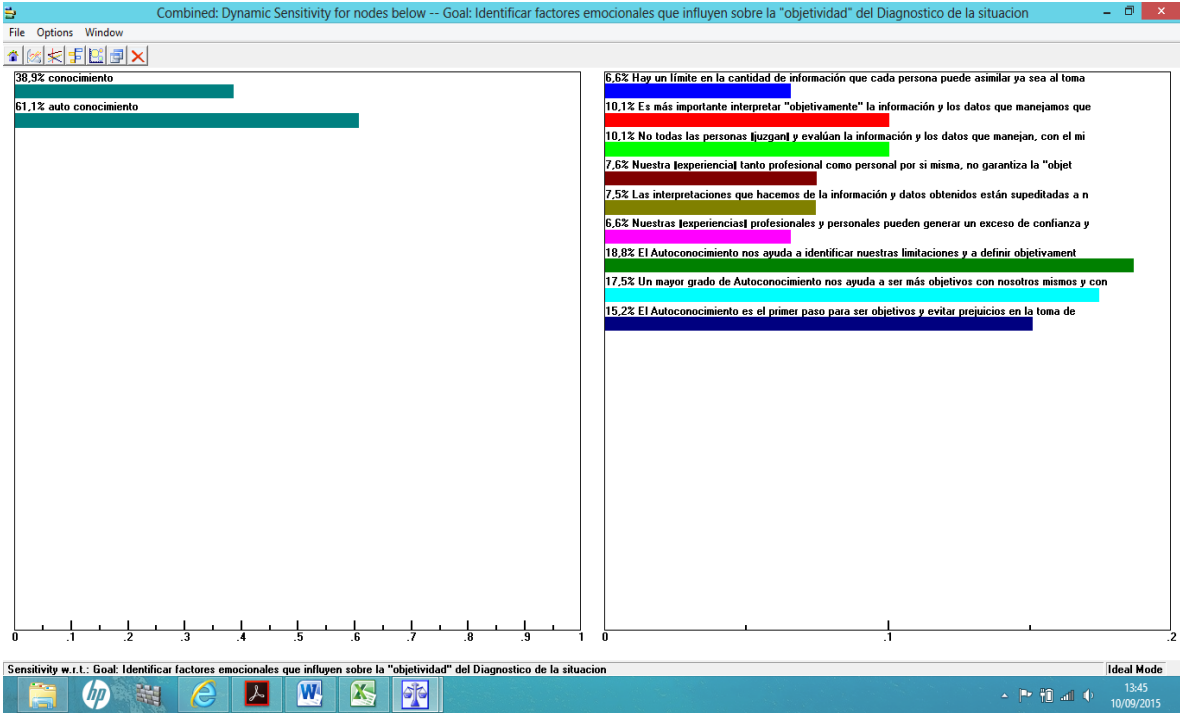 Combined: Dynamic Sensitivity for nodes below -- Goal: Identificar factores emocionales que influyen sobre la "objetividad" del Diagnostico de la situacion
File Options Window
38,9% conocimiento
61,1% auto conocimiento
0 .1 .2 .3 .4 .5 .6 .7 .8 .9 1
6,6% Hay un límite en la cantidad de información que cada persona puede asimilar ya sea al toma
10,1% Es más importante interpretar "objetivamente" la información y los datos que manejamos que
10,1% No todas las personas |juzgan| y evalúan la información y los datos que manejan, con el mi
7,6% Nuestra |experiencia| tanto profesional como personal por si misma, no garantiza la "objet
7,5% Las interpretaciones que hacemos de la información y datos obtenidos están supeditadas a n
6,6% Nuestras |experiencias| profesionales y personales pueden generar un exceso de confianza y
18,8% El Autoconocimiento nos ayuda a identificar nuestras limitaciones y a definir objetivament
17,5% Un mayor grado de Autoconocimiento nos ayuda a ser más objetivos con nosotros mismos y con
15,2% El Autoconocimiento es el primer paso para ser objetivos y evitar prejuicios en la toma de
0 .1 .2
Sensitivity w.r.t.: Goal: Identificar factores emocionales que influyen sobre la "objetividad" del Diagnostico de la situacion
Ideal Mode
hp
13:45
10/09/2015